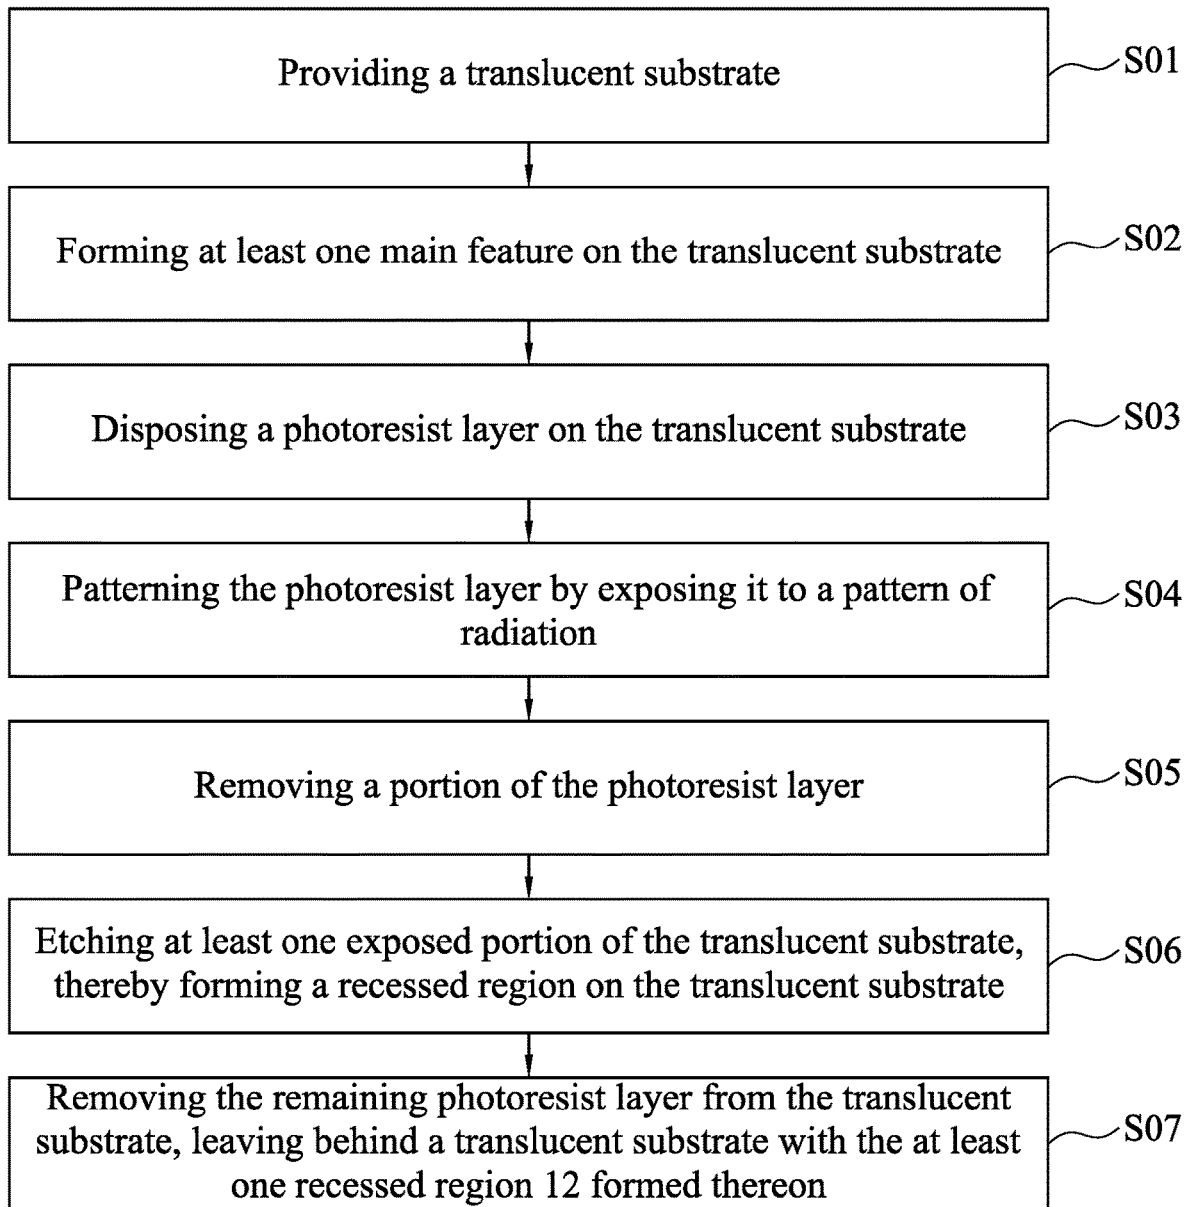 Providing a translucent substrate
S01
Forming at least one main feature on the translucent substrate
S02
Disposing a photoresist layer on the translucent substrate
S03
Patterning the photoresist layer by exposing it to a pattern of
radiation
S04
Removing a portion of the photoresist layer
S05
Etching at least one exposed portion of the translucent substrate,
thereby forming a recessed region on the translucent substrate
S06
Removing the remaining photoresist layer from the translucent
substrate, leaving behind a translucent substrate with the at least
one recessed region 12 formed thereon
S07